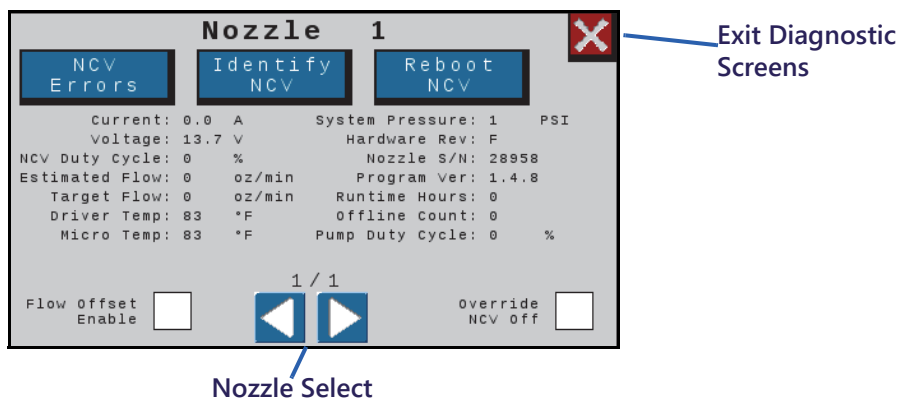 Nozzle 1
Exit Diagnostic
Screens
NCV
Errors
Identify
NCV
Reboot
NCV
Current: 0.0 A
Voltage: 13.7 V
NCV Duty Cycle: 0 %
Estimated Flow: 0 oz/min
Target Flow: 0 oz/min
Driver Temp: 83 °F
Micro Temp: 83 °F
System Pressure: 1 PSI
Hardware Rev: F
Nozzle S/N: 28958
Program Ver: 1.4.8
Runtime Hours: 0
Offline Count: 0
Pump Duty Cycle: 0 %
1/1
Flow Offset
Enable
Override
NCV Off
Nozzle Select